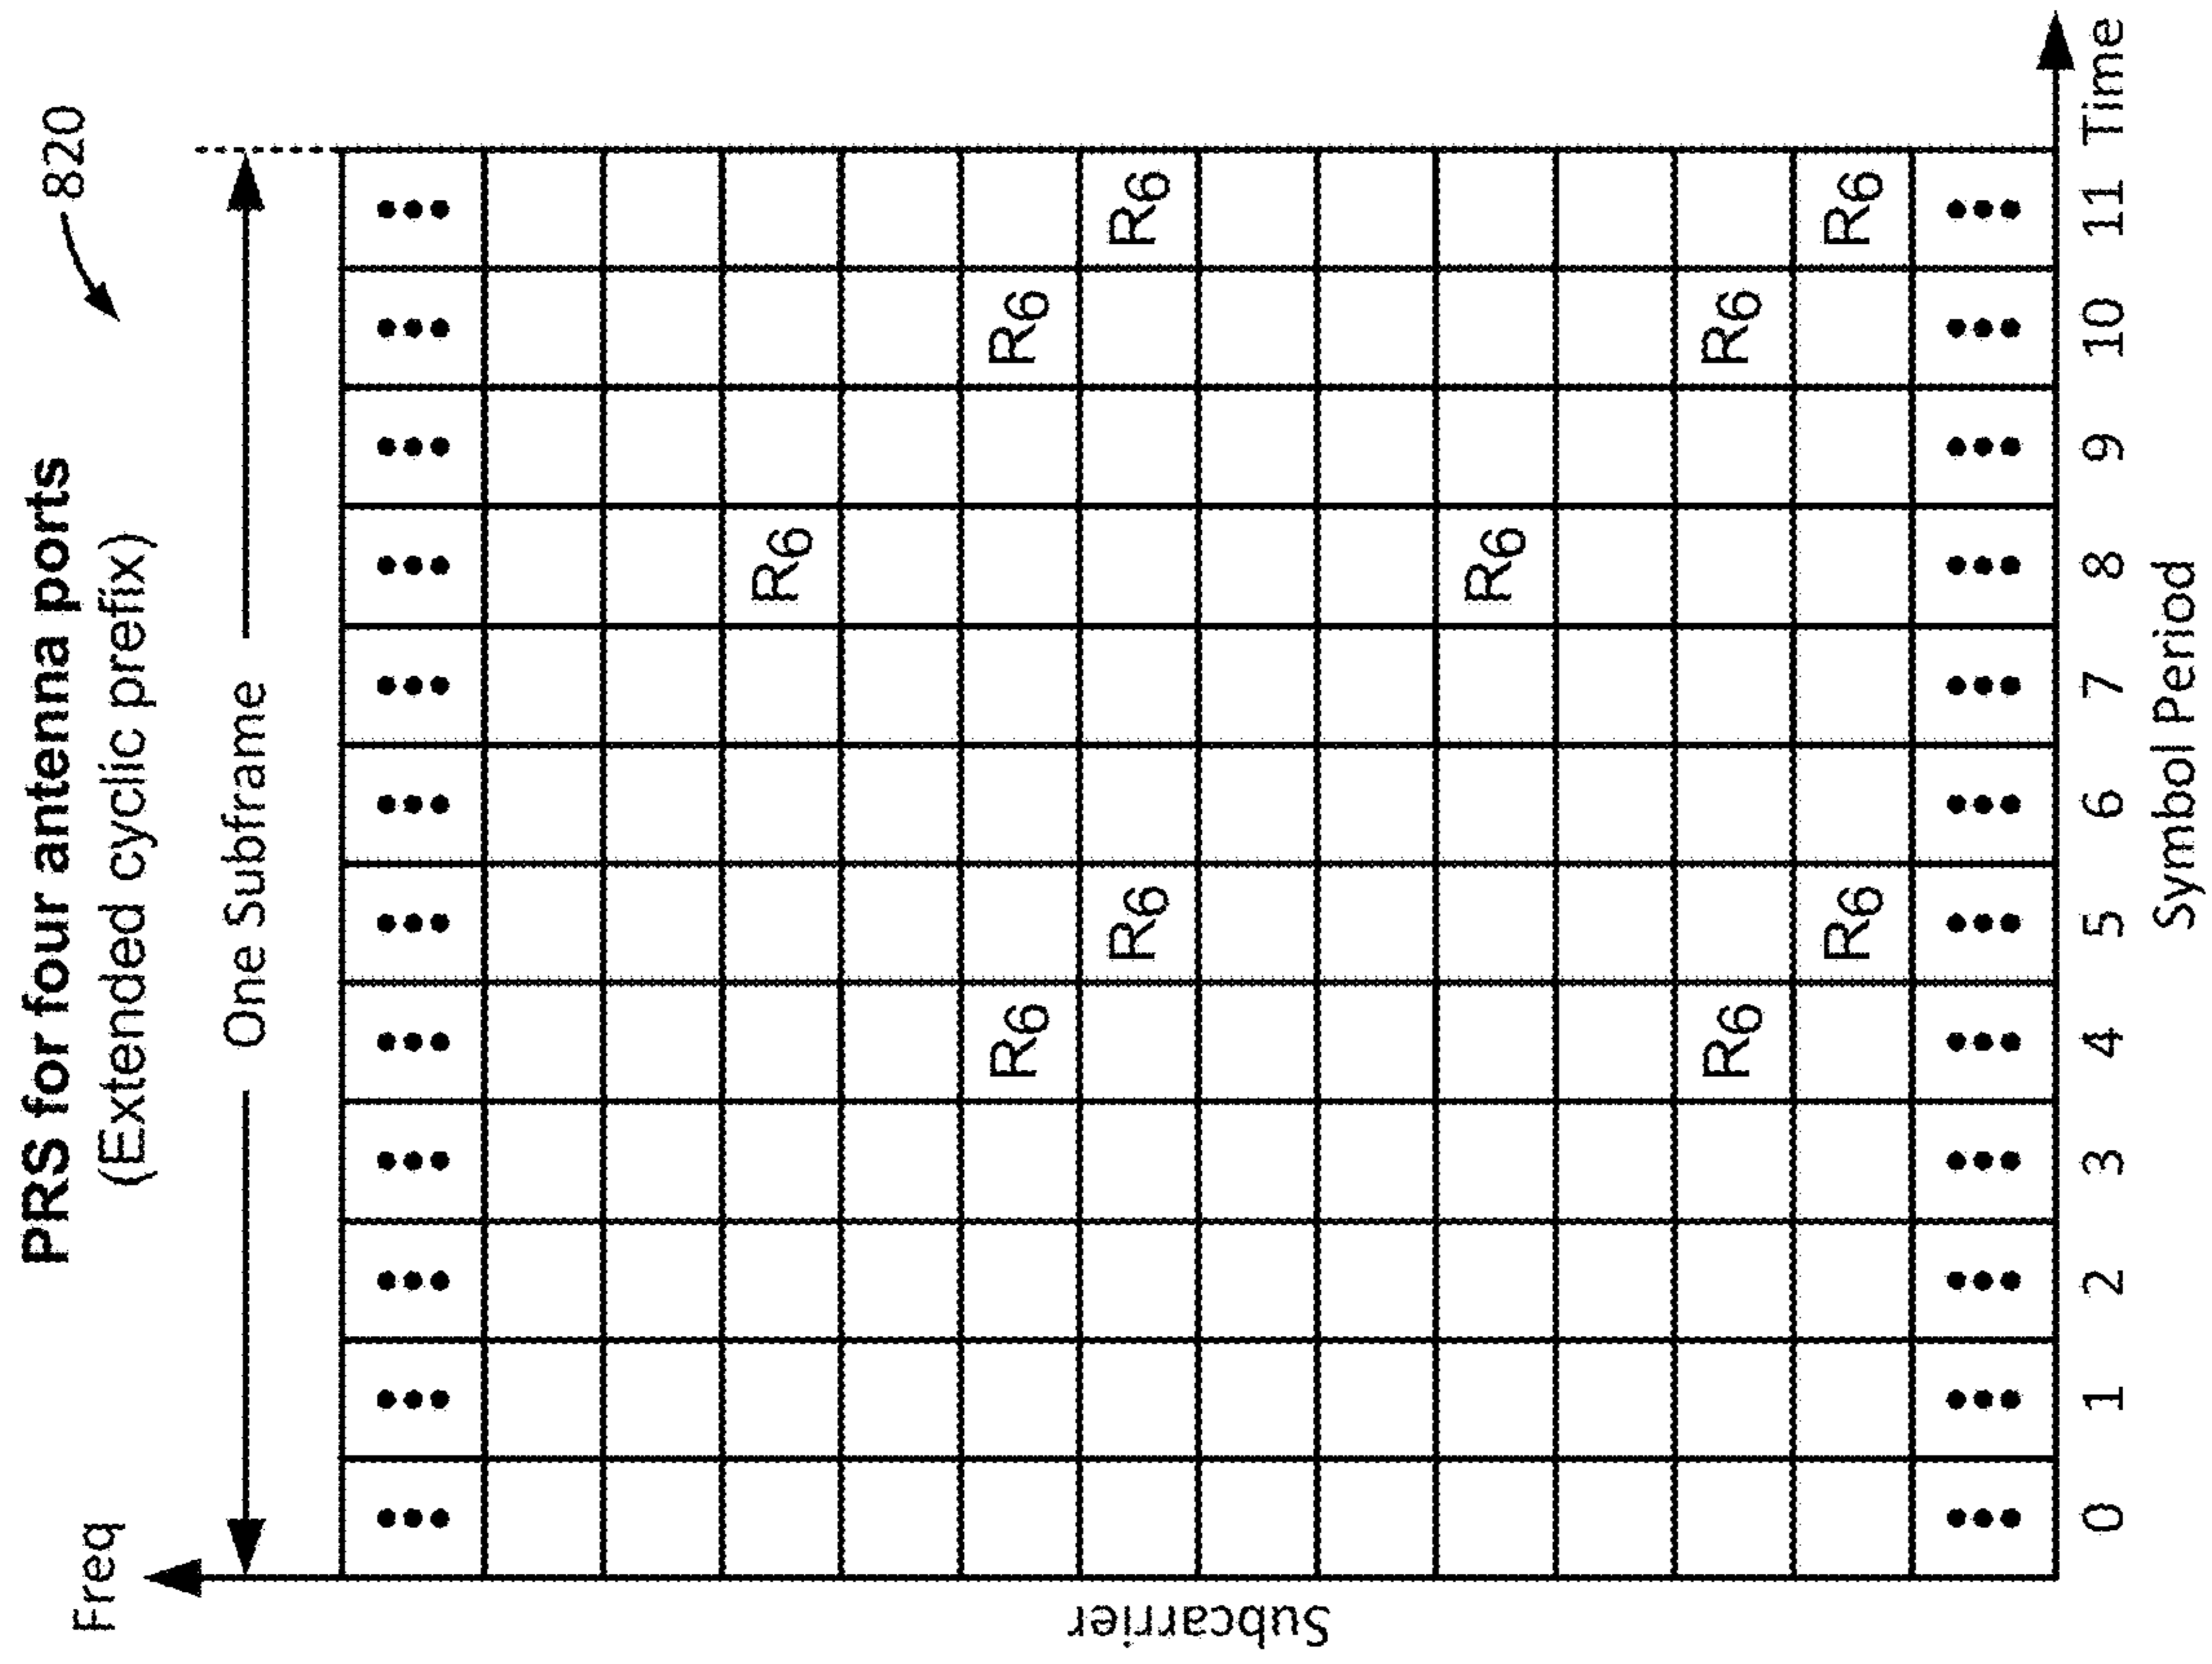 PRS for four antenna ports
(Extended cyclic prefix)
820
Freq
One Subframe
Subcarrier
R6
R6 R6
R6 R6
R6
R6 R6
R6 R6
0 1 2 3 4 5 6 7 8 9 10 11 Time
Symbol Period